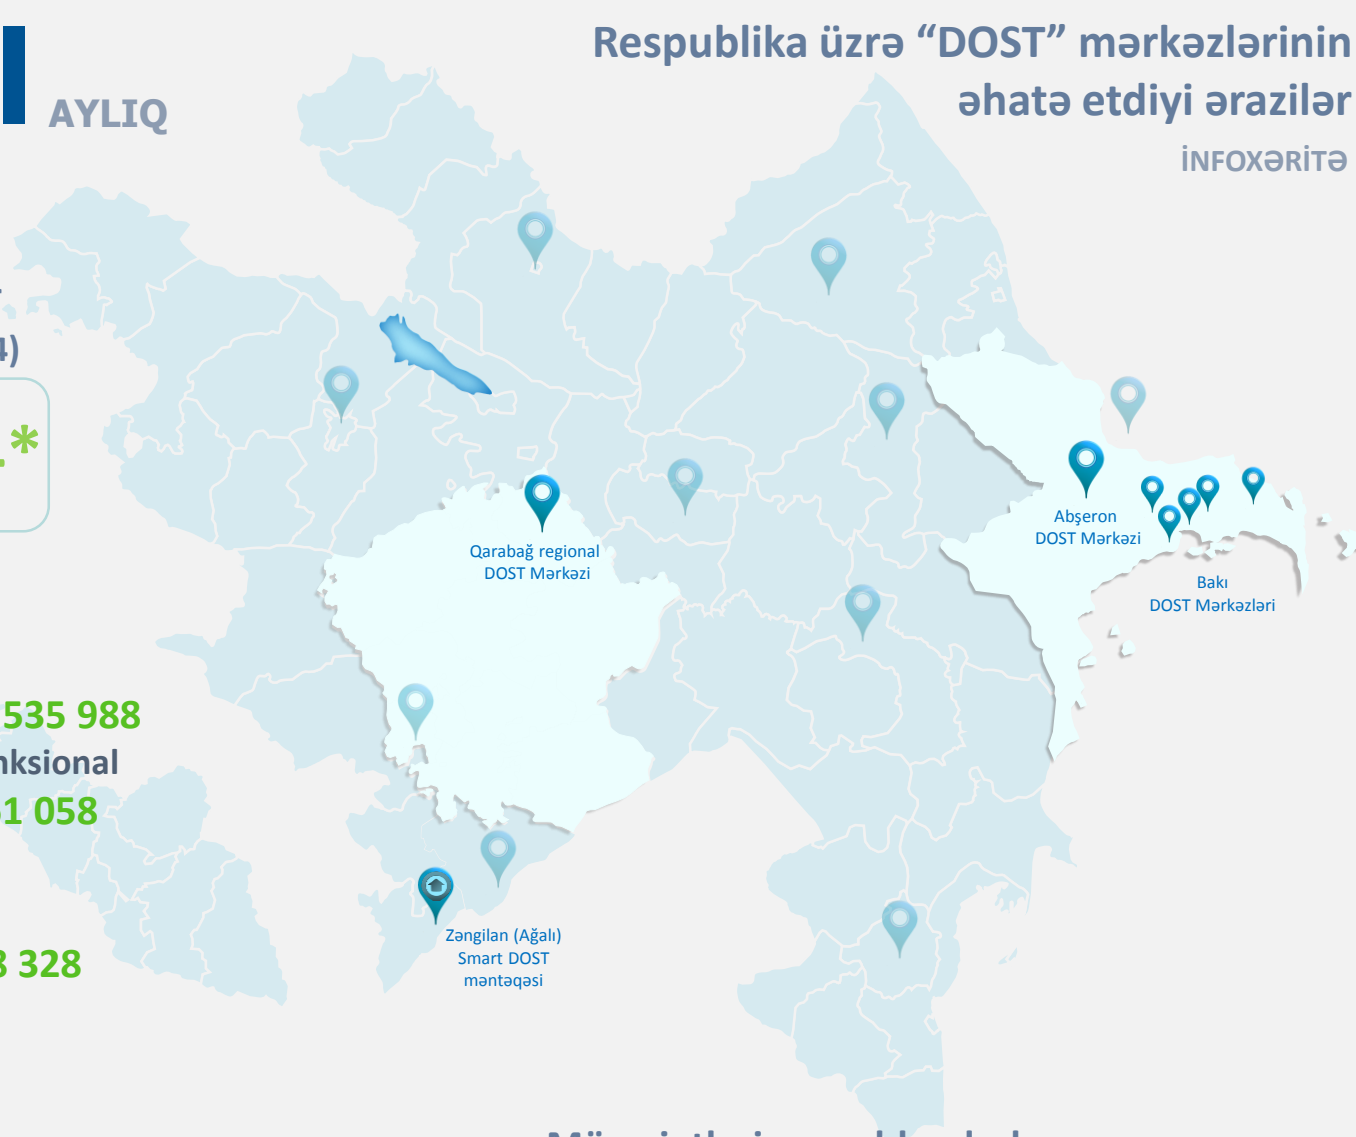 Respublika üzrə “DOST” mərkəzlərinin
əhatə etdiyi ərazilər
İNFOXƏRİTƏ
AYLIQ
4)
*
Qarabağ regional
DOST Mərkəzi
Abşeron
DOST Mərkəzi
Bakı
DOST Mərkəzləri
535 988
nksional
1 058
Zəngilan (Ağalı)
Smart DOST
məntəqəsi
328